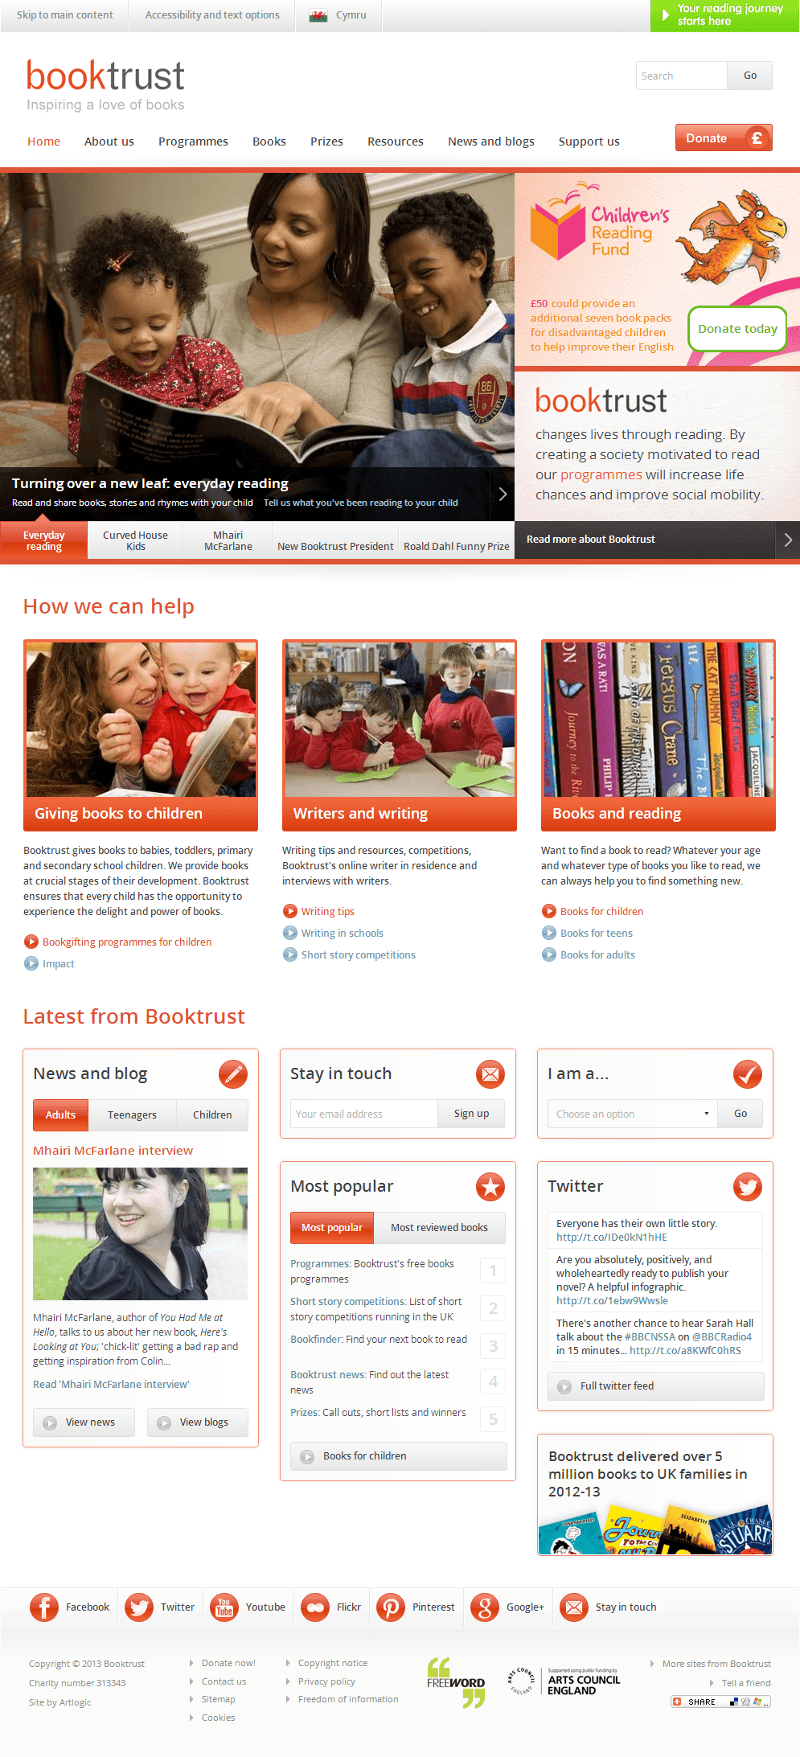 Skip to main content
Accessibility and text options
Cymru
Your reading journey
starts here
booktrust
Inspiring a love of books
Search
Go
Home
About us
Programmes
Books
Prizes
Resources
News and blogs
Support us
Donate £
Children's
Reading
Fund
£50 could provide an
additional seven book packs
for disadvantaged children
to help improve their English
Donate today
booktrust
changes lives through reading. By
creating a society motivated to read
our programmes will increase life
chances and improve social mobility.
Turning over a new leaf: everyday reading
Read and share books, stories and rhymes with your child Tell us what you've been reading to your child
Everyday
reading
Curved House
Kids
Mhairi
McFarlane
New Booktrust President
Roald Dahl Funny Prize
Read more about Booktrust
How we can help
Giving books to children
Booktrust gives books to babies, toddlers, primary
and secondary school children. We provide books
at crucial stages of their development. Booktrust
ensures that every child has the opportunity to
experience the delight and power of books.
Bookgifting programmes for children
Impact
Writers and writing
Writing tips and resources, competitions,
Booktrust's online writer in residence and
interviews with writers.
Writing tips
Writing in schools
Short story competitions
Books and reading
Want to find a book to read? Whatever your age
and whatever type of books you like to read, we
can always help you to find something new.
Books for children
Books for teens
Books for adults
Latest from Booktrust
News and blog
Adults
Teenagers
Children
Mhairi McFarlane interview
Mhairi McFarlane, author of You Had Me at
Hello, talks to us about her new book, Here's
Looking at You; 'chick-lit' getting a bad rap and
getting inspiration from Colin...
Read 'Mhairi McFarlane interview'
View news
View blogs
Stay in touch
Your email address
Sign up
Most popular
Most popular
Most reviewed books
Programmes: Booktrust's free books
programmes
1
Short story competitions: List of short
story competitions running in the UK
2
Bookfinder: Find your next book to read
3
Booktrust news: Find out the latest
news
4
Prizes: Call outs, short lists and winners
5
Books for children
I am a...
Choose an option
Go
Twitter
Everyone has their own little story.
http://t.co/IDe0kN1hHE
Are you absolutely, positively, and
wholeheartedly ready to publish your
novel? A helpful infographic.
http://t.co/1ebw9Wwsle
There's another chance to hear Sarah Hall
talk about the #BBCNSSA on @BBCRadio4
in 15 minutes... http://t.co/a8KWfC0hRS
Full twitter feed
Booktrust delivered over 5
million books to UK families in
2012-13
Facebook
Twitter
Youtube
Flickr
Pinterest
Google+
Stay in touch
Copyright © 2013 Booktrust
Charity number 313343
Site by Artlogic
Donate now!
Contact us
Sitemap
Cookies
Copyright notice
Privacy policy
Freedom of information
FREEWORD
ARTS COUNCIL
ENGLAND
Supported using public funding by
ARTS COUNCIL
ENGLAND
More sites from Booktrust
Tell a friend
SHARE